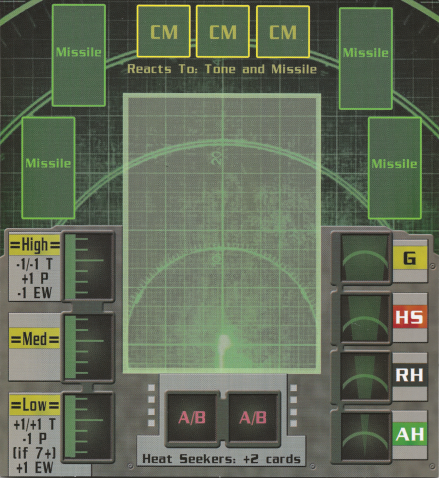 CM CM CM
Reacts To: Tone and Missile
Missile
Missile
Missile
Missile
20
=High=
-1/-1 T
+1 P
-1 EW
=Med=
=Low=
+1/+1 T
-1 P
(if 7+)
+1 EW
A/B A/B
Heat Seekers: +2 cards
G
HS
RH
AH